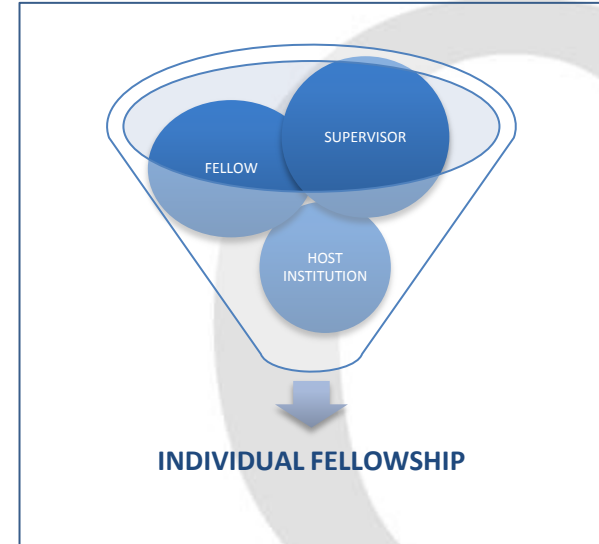 SUPERVISOR
FELLOW
HOST
INSTITUTION
INDIVIDUAL FELLOWSHIP